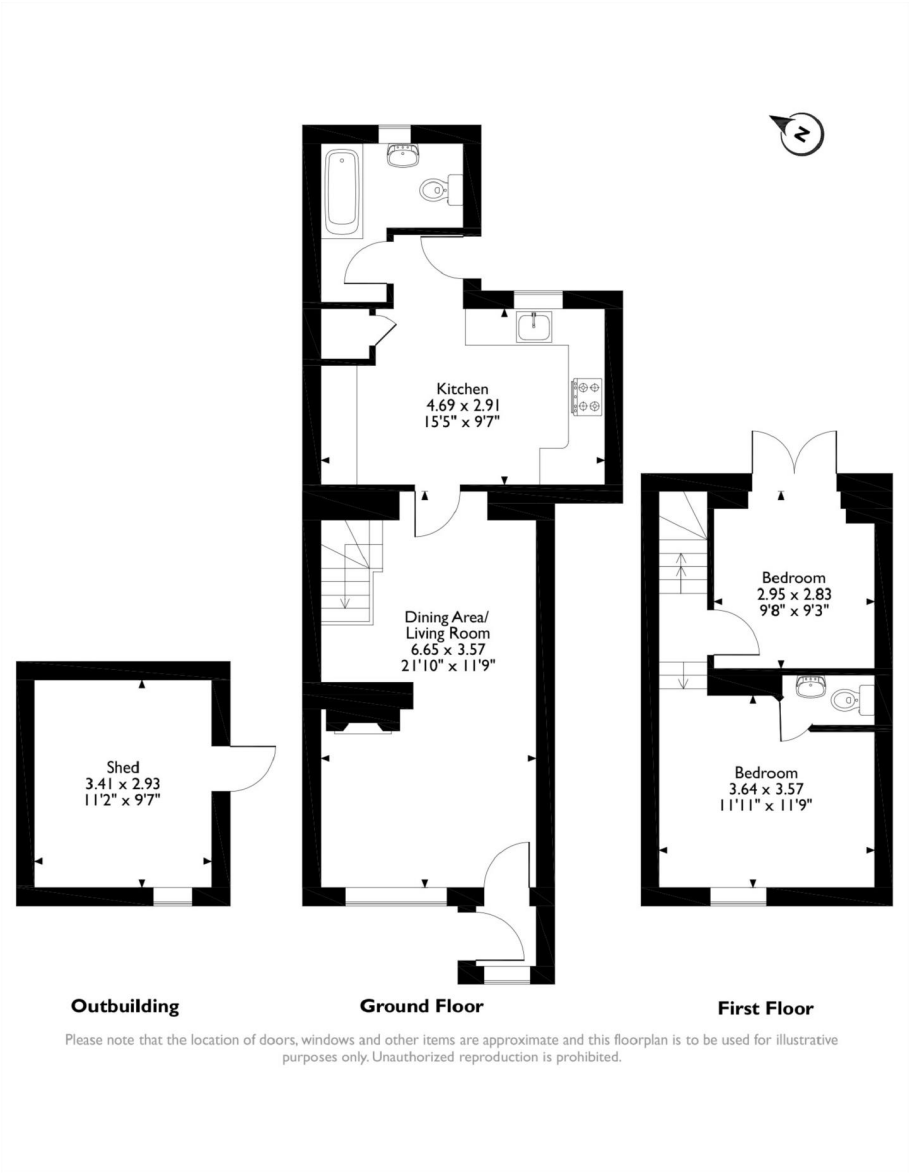 N
Kitchen
4.69 x 2.91
15'5" x 9'7"
Dining Area/
Living Room
6.65 x 3.57
21'10" x 11'9"
Bedroom
2.95 x 2.83
9'8" x 9'3"
Shed
3.41 x 2.93
11'2" x 9'7"
Bedroom
3.64 x 3.57
11'11" x 11'9"
Outbuilding
Ground Floor
First Floor
Please note that the location of doors, windows and other items are approximate and this floorplan is to be used for illustrative
purposes only. Unauthorized reproduction is prohibited.